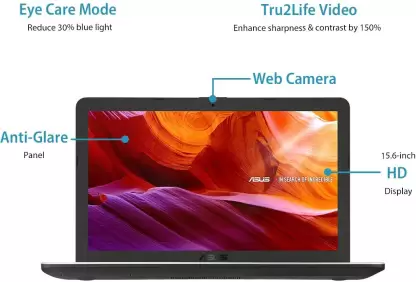 Eye Care Mode
Reduce 30% blue light
Tru2Life Video
Enhance sharpness & contrast by 150%
Web Camera
Anti-Glare
Panel
15.6-inch
HD
Display
ASUS
IN SEARCH OF INCREDIBLE
ASUS